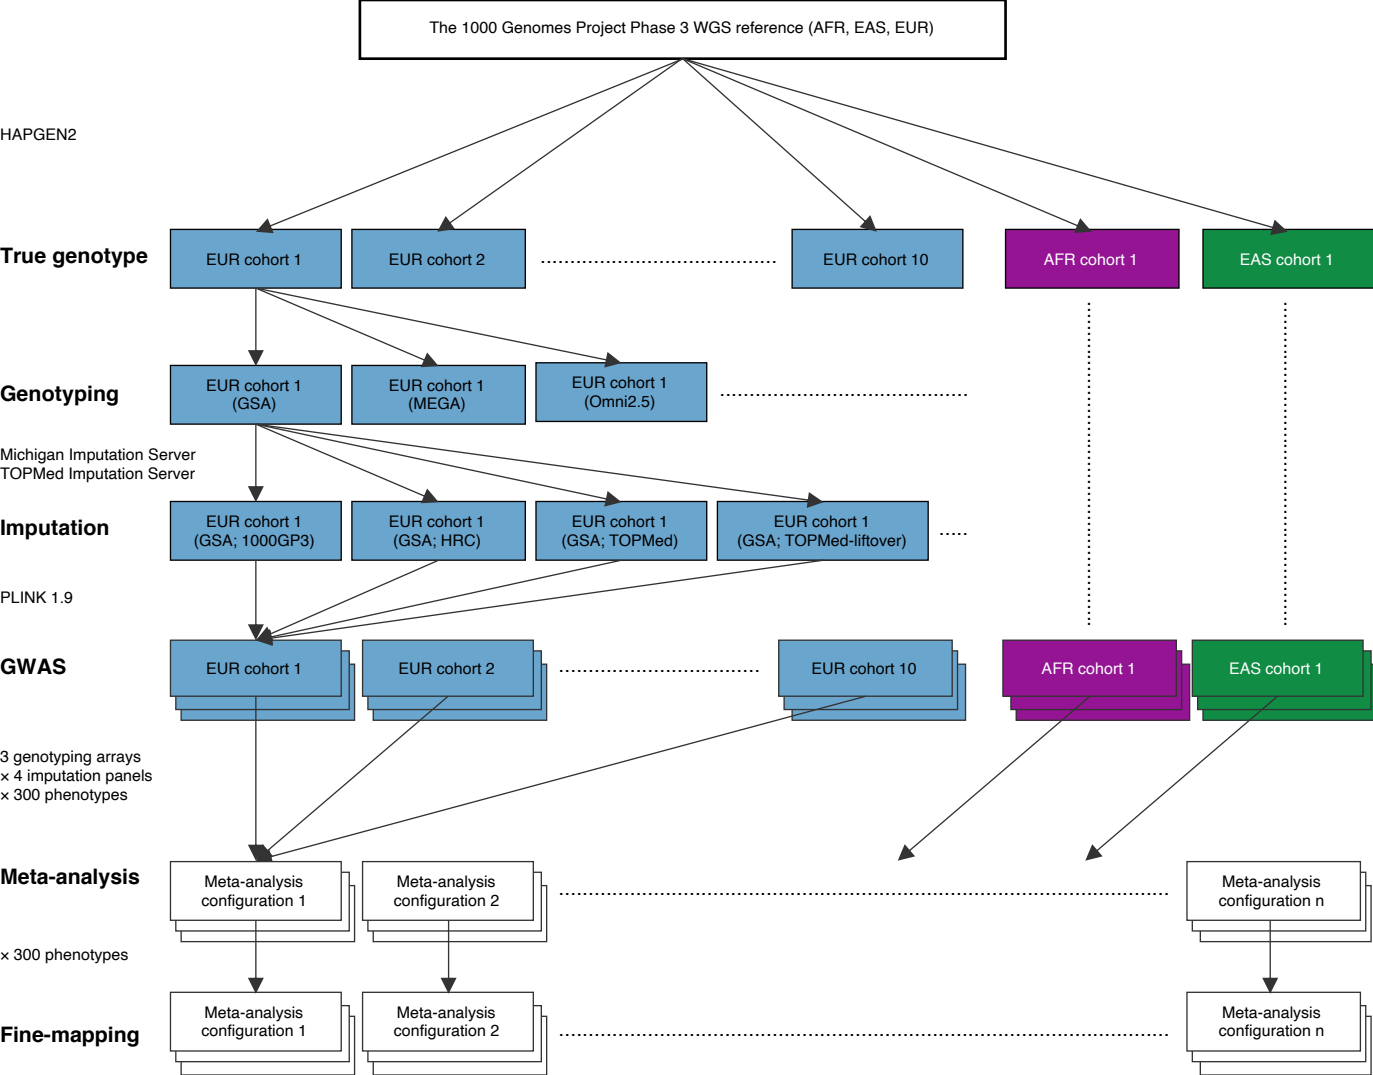 The 1000 Genomes Project Phase 3 WGS reference (AFR, EAS, EUR)
HAPGEN2
True genotype
EUR cohort 1
EUR cohort 2
EUR cohort 10
AFR cohort 1
EAS cohort 1
Genotyping
EUR cohort 1
(GSA)
EUR cohort 1
(MEGA)
EUR cohort 1
(Omni2.5)
Michigan Imputation Server
TOPMed Imputation Server
Imputation
EUR cohort 1
(GSA; 1000GP3)
EUR cohort 1
(GSA; HRC)
EUR cohort 1
(GSA; TOPMed)
EUR cohort 1
(GSA; TOPMed-liftover)
PLINK 1.9
GWAS
EUR cohort 1
EUR cohort 2
EUR cohort 10
AFR cohort 1
EAS cohort 1
3 genotyping arrays
× 4 imputation panels
× 300 phenotypes
Meta-analysis
Meta-analysis
configuration 1
Meta-analysis
configuration 2
Meta-analysis
configuration n
× 300 phenotypes
Fine-mapping
Meta-analysis
configuration 1
Meta-analysis
configuration 2
Meta-analysis
configuration n